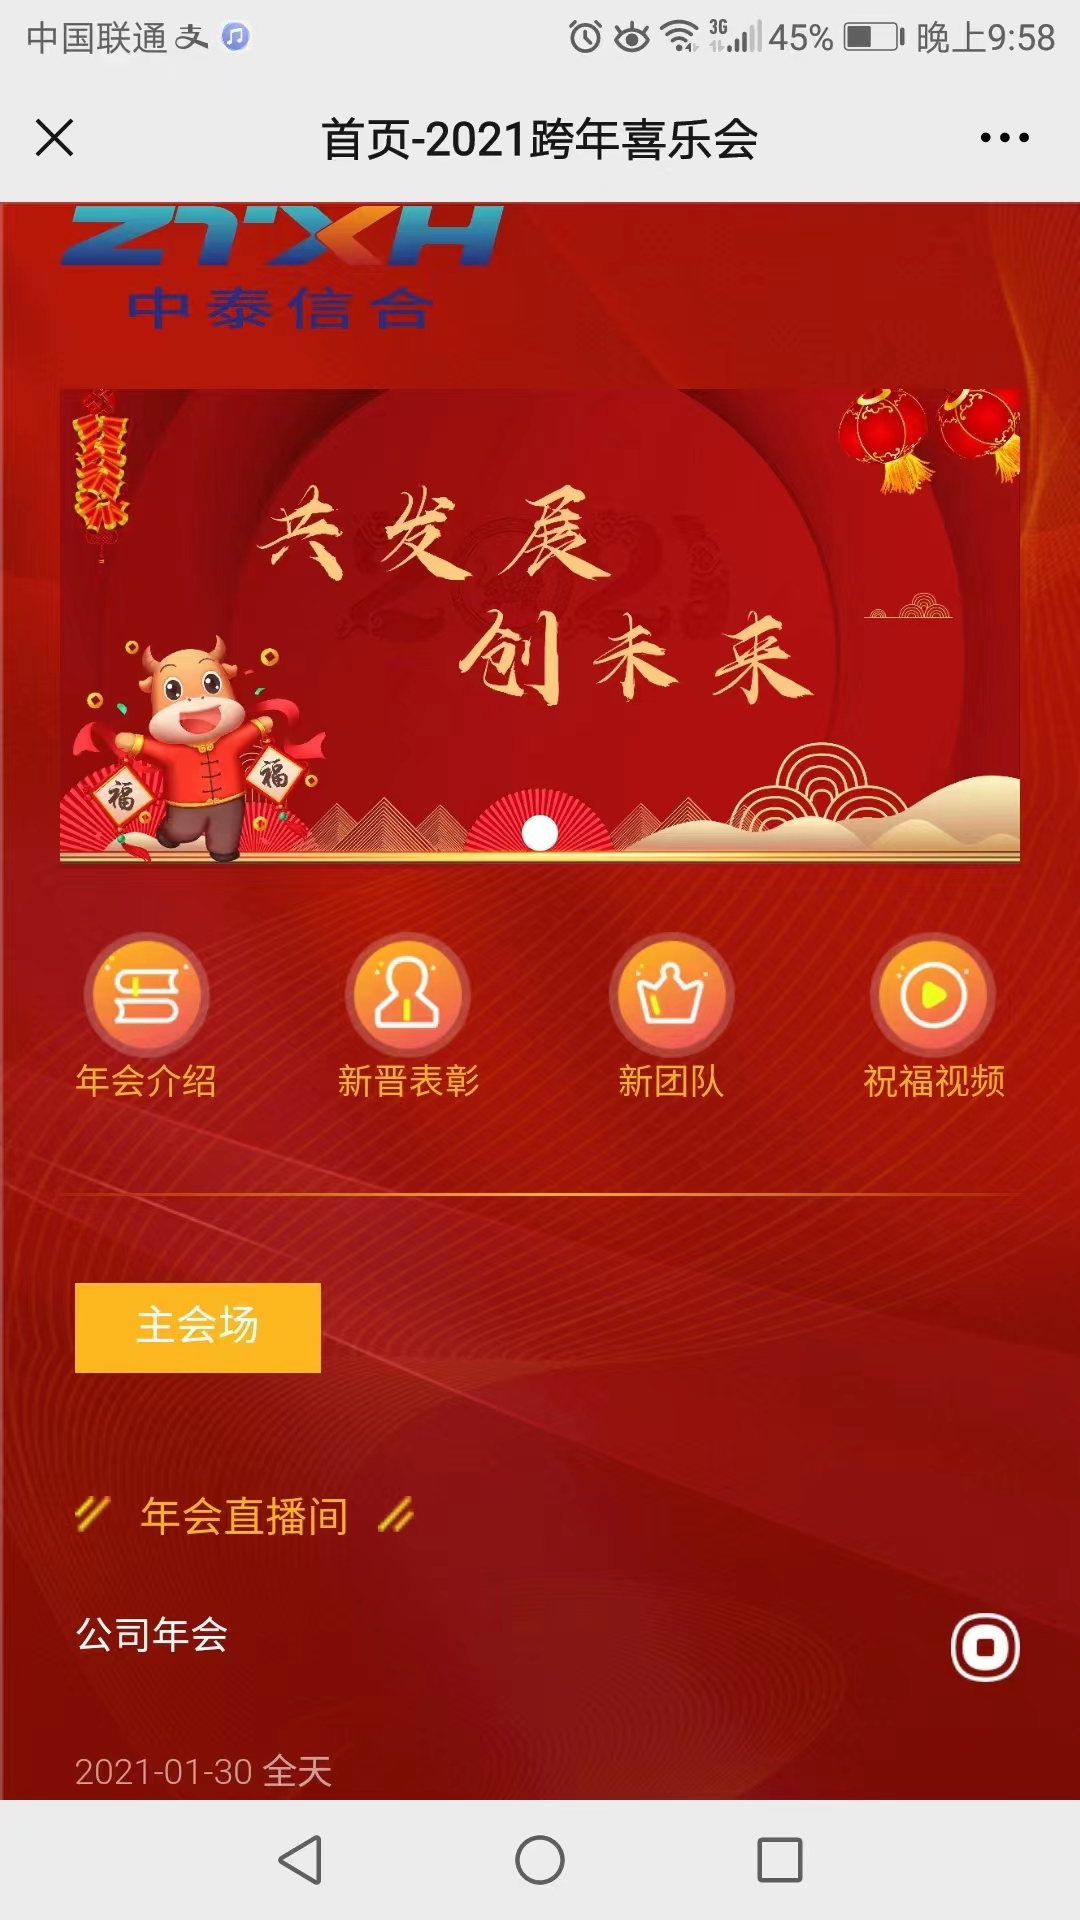 中国联通 支 3G 45% 晚上9:58
首页-2021跨年喜乐会
ZTXH
中泰信合
共发展
2021
创未来
福 福
年会介绍 新晋表彰 新团队 祝福视频
主会场
年会直播间
公司年会
2021-01-30 全天